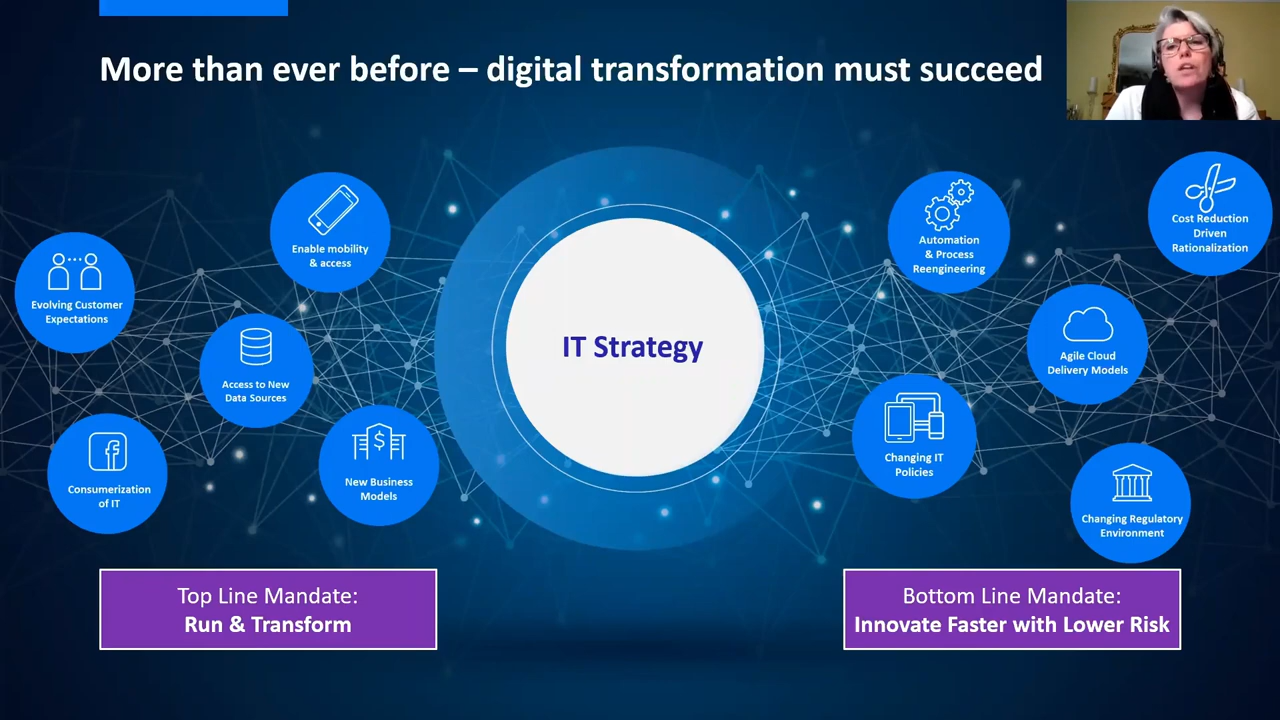 More than ever before – digital transformation must succeed
Enable mobility
& access
Evolving Customer
Expectations
Access to New
Data Sources
f
Consumerization
of IT
$
New Business
Models
IT Strategy
Automation
& Process
Reengineering
Cost Reduction
Driven
Rationalization
Agile Cloud
Delivery Models
Changing IT
Policies
Changing Regulatory
Environment
Top Line Mandate:
Run & Transform
Bottom Line Mandate:
Innovate Faster with Lower Risk